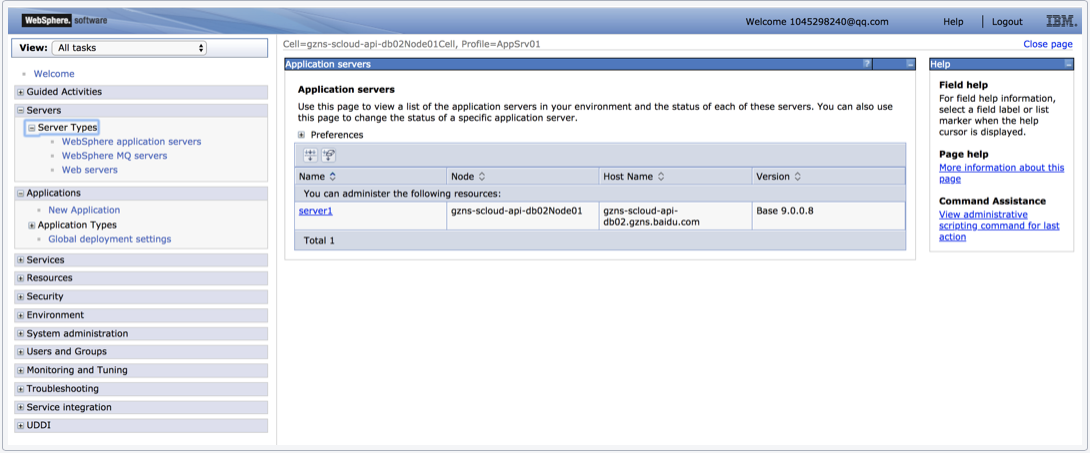 WebSphere. software
Welcome 1045298240@qq.com
Help
Logout
IBM.
View: All tasks
Cell=gzns-scloud-api-db02Node01Cell, Profile=AppSrv01
Close page
Welcome
Guided Activities
Servers
Server Types
WebSphere application servers
WebSphere MQ servers
Web servers
Applications
New Application
Application Types
Global deployment settings
Services
Resources
Security
Environment
System administration
Users and Groups
Monitoring and Tuning
Troubleshooting
Service integration
UDDI
Application servers
?
Application servers
Use this page to view a list of the application servers in your environment and the status of each of these servers. You can also use
this page to change the status of a specific application server.
Preferences
Name Node Host Name Version
You can administer the following resources:
server1 gzns-scloud-api-db02Node01 gzns-scloud-api- Base 9.0.0.8
db02.gzns.baidu.com
Total 1
Help
Field help
For field help information,
select a field label or list
marker when the help
cursor is displayed.
Page help
More information about this
page
Command Assistance
View administrative
scripting command for last
action